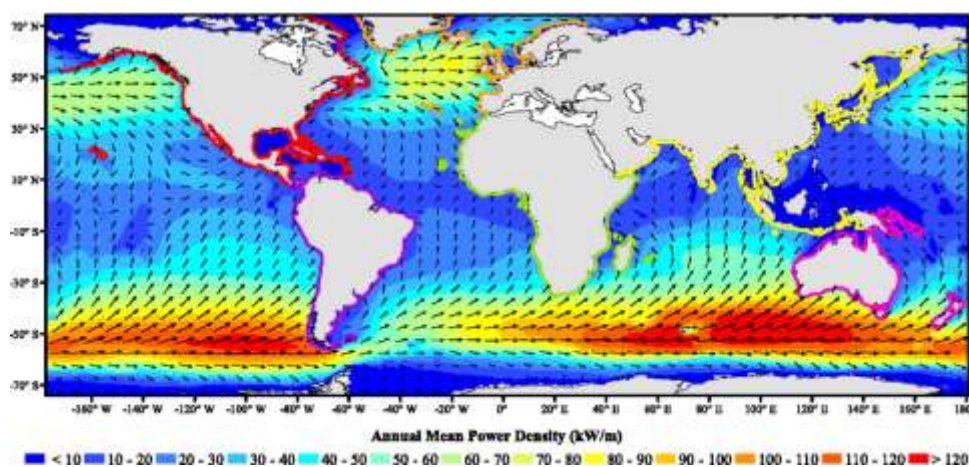 70° N
50° N
30° N
10° N
-10° S
-30° S
-50° S
-70° S
-160° W -140° W -120° W -100° W -80° W -60° W -40° W -20° W 0° 20° E 40° E 60° E 80° E 100° E 120° E 140° E 160° E 180° E
Annual Mean Power Density (kW/m)
< 10 10 - 20 20 - 30 30 - 40 40 - 50 50 - 60 60 - 70 70 - 80 80 - 90 90 - 100 100 - 110 110 - 120 > 120